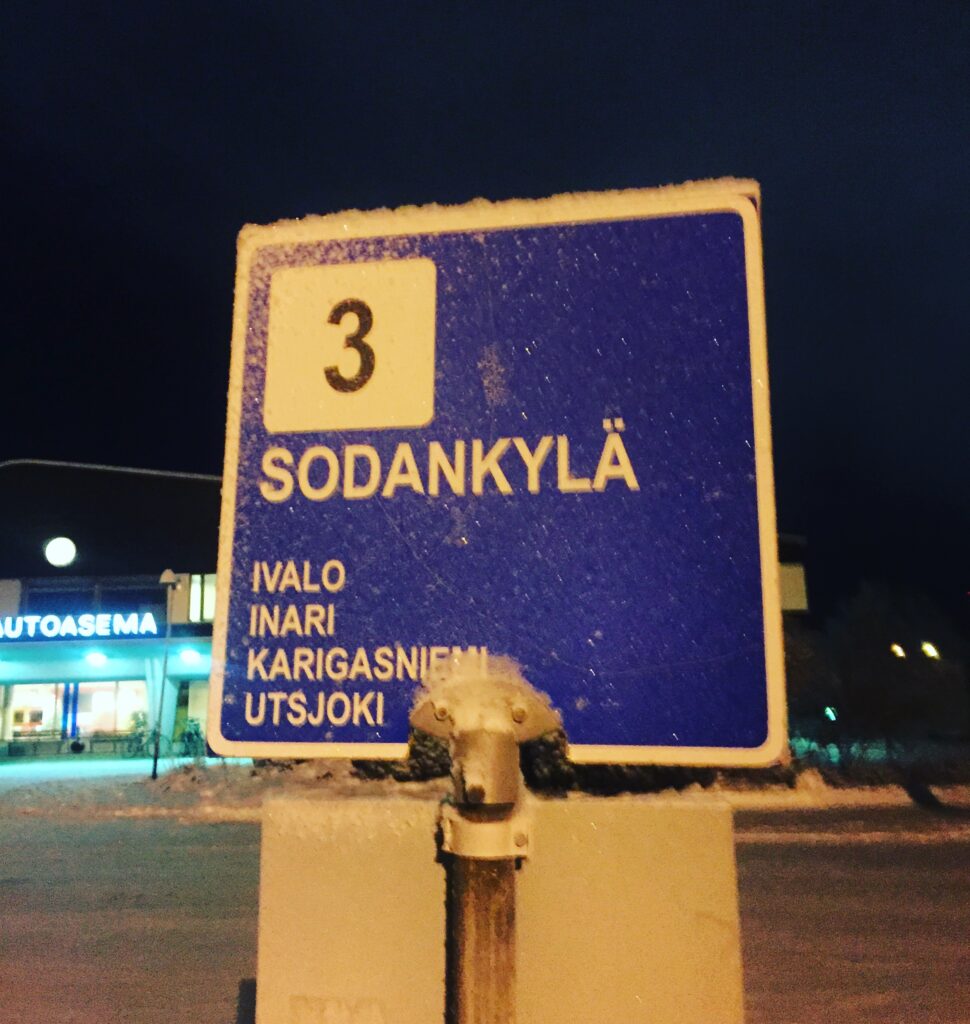 3
SODANKYLÄ
IVALO
INARI
KARIGASNIEMI
UTSJOKI
AUTOASEMA